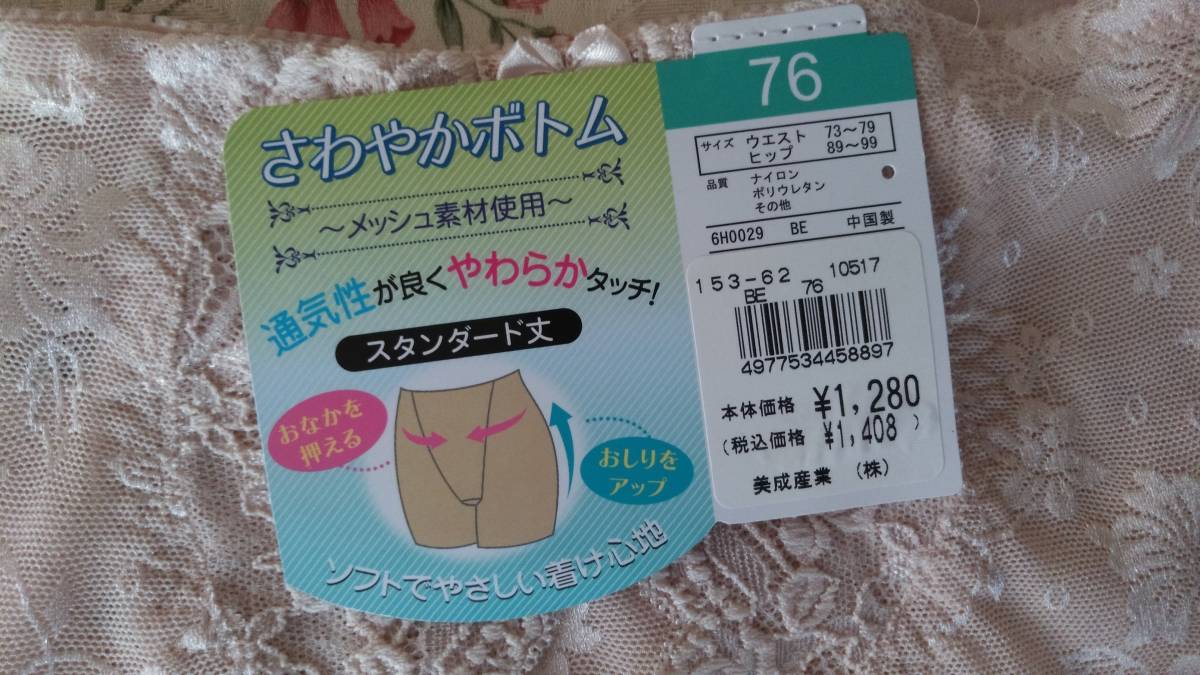 さわやかボトム
～メッシュ素材使用～
通気性が良くやわらかタッチ!
スタンダード丈
おなかを
押える
おしりを
アップ
ソフトでやさしい着け心地
76
サイズ ウエスト 73～79
ヒップ 89～99
品質 ナイロン
ポリウレタン
その他
6H0029 BE 中国製
153-62 10517
BE 76
4977534458897
本体価格 ¥1,280
(税込価格 ¥1,408 )
美成産業 (株)